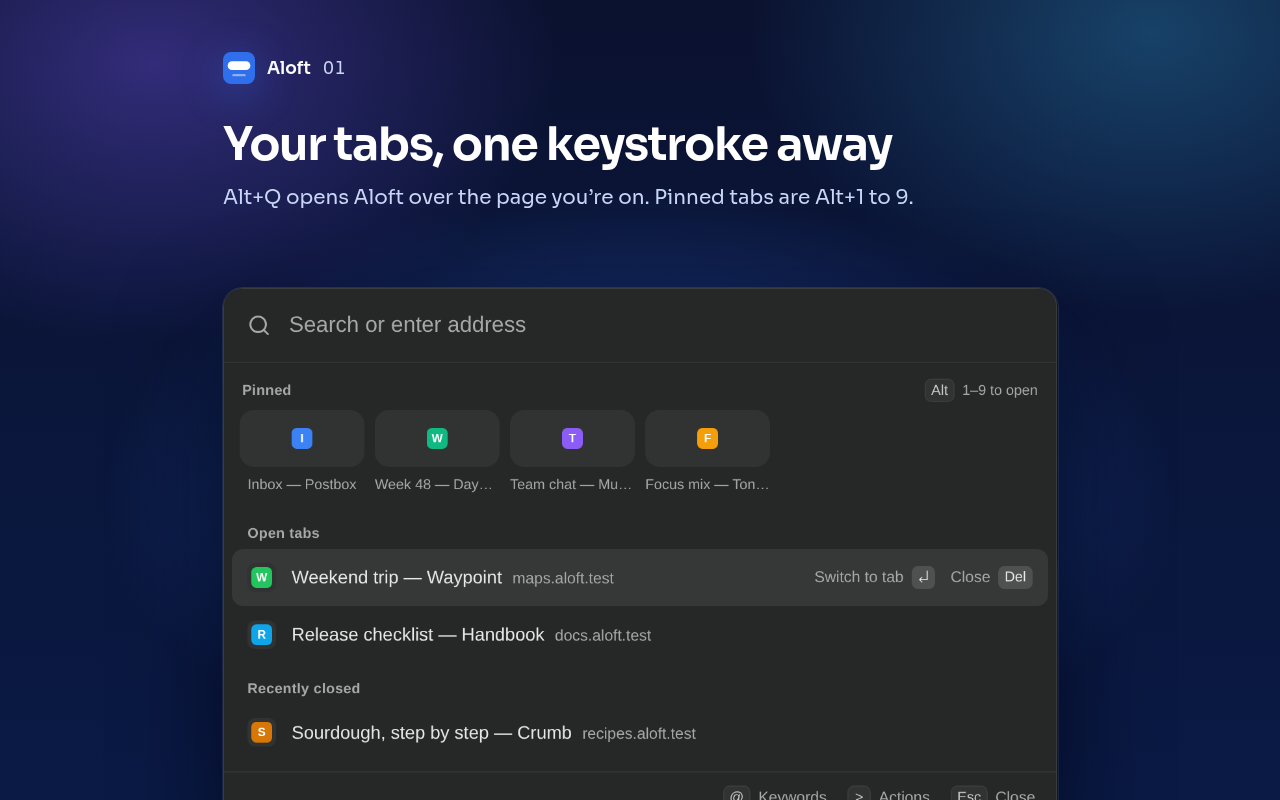 Aloft 01
Your tabs, one keystroke away
Alt+Q opens Aloft over the page you’re on. Pinned tabs are Alt+1 to 9.
Search or enter address
Pinned Alt 1–9 to open
I W T F
Inbox — Postbox Week 48 — Day… Team chat — Mu… Focus mix — Ton…
Open tabs
W Weekend trip — Waypoint maps.aloft.test Switch to tab ⏎ Close Del
R Release checklist — Handbook docs.aloft.test
Recently closed
S Sourdough, step by step — Crumb recipes.aloft.test
@ Keywords > Actions Esc Close